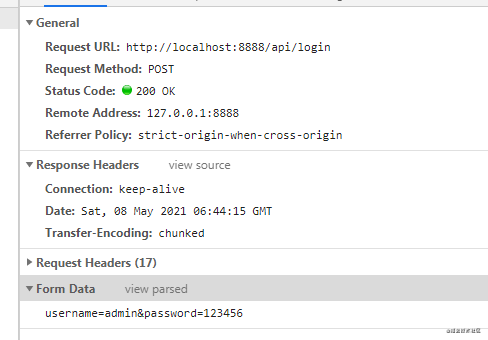 General
Request URL: http://localhost:8888/api/login
Request Method: POST
Status Code: 200 OK
Remote Address: 127.0.0.1:8888
Referrer Policy: strict-origin-when-cross-origin
Response Headers view source
Connection: keep-alive
Date: Sat, 08 May 2021 06:44:15 GMT
Transfer-Encoding: chunked
Request Headers (17)
Form Data view parsed
username=admin&password=123456